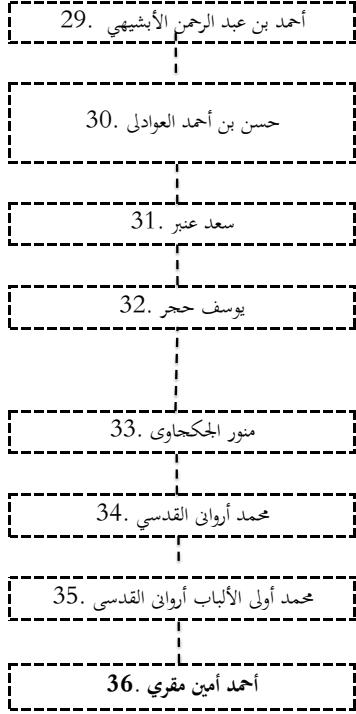 29. أحمد بن عبد الرحمن الأبشيهي
30. حسن بن أحمد العوادلى
31. سعد عنبر
32. يوسف حجر
33. منور الجكجاوى
34. محمد أروانى القدسي
35. محمد أولى الألباب أروانى القدسى
36. أحمد أمين مقري